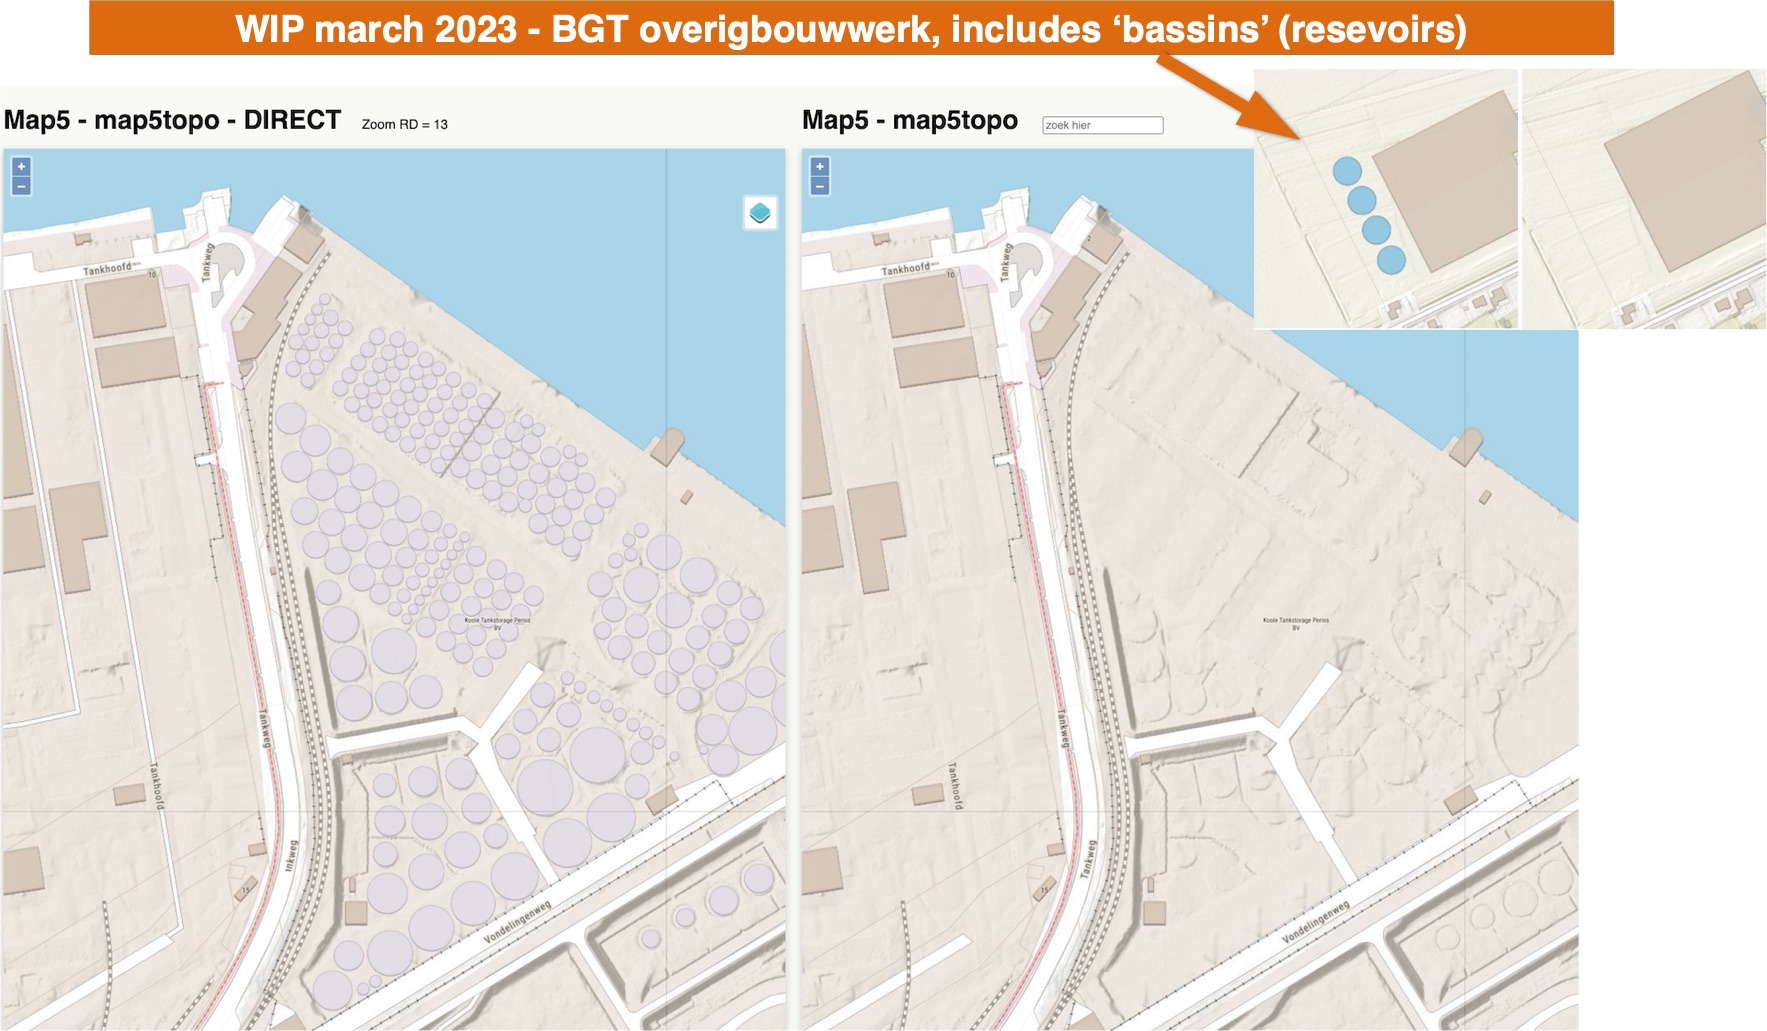 WIP march 2023 - BGT overigbouwwerk, includes ‘bassins’ (resevoirs)
Map5 - map5topo - DIRECT
Zoom RD = 13
Map5 - map5topo
zoek hier
+
−
Tankhoofd
10
Tankweg
Koole Tankstorage Pernis
BV
Tankweg
Tankhoofd
nkweg
15
Vondelingenweg
+
−
2
Tankhoofd
10
Tankweg
Koole Tankstorage Pernis
BV
Tankweg
Tankhoofd
Tankweg
15
Vondelingenweg